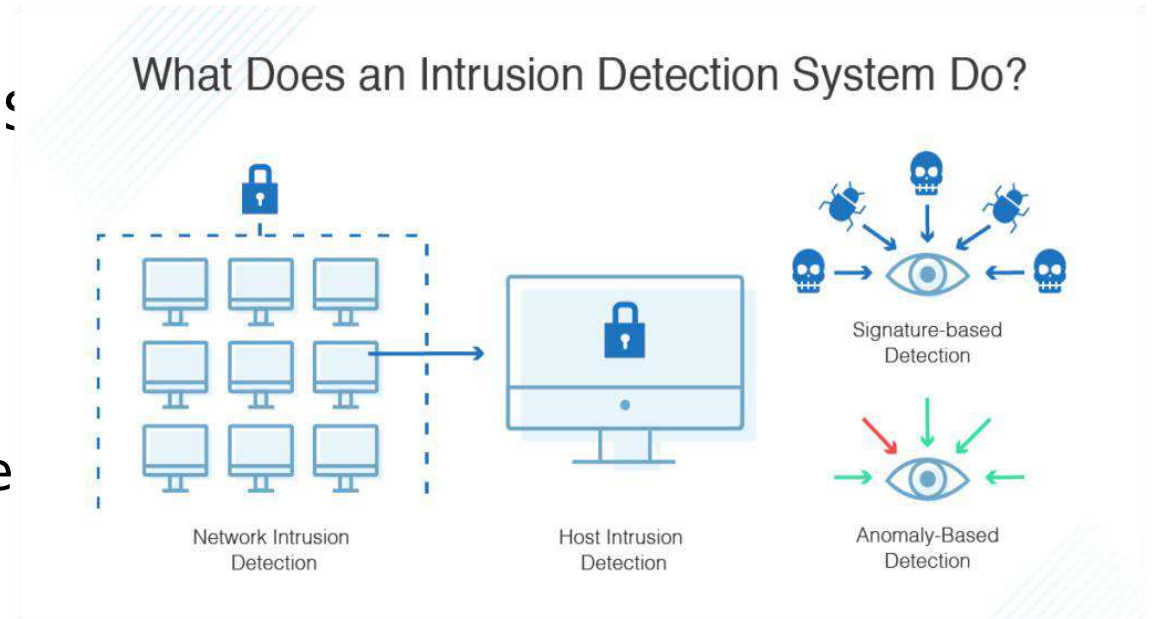 What Does an Intrusion Detection System Do?
Signature-based
Detection
Network Intrusion
Detection
Host Intrusion
Detection
Anomaly-Based
Detection